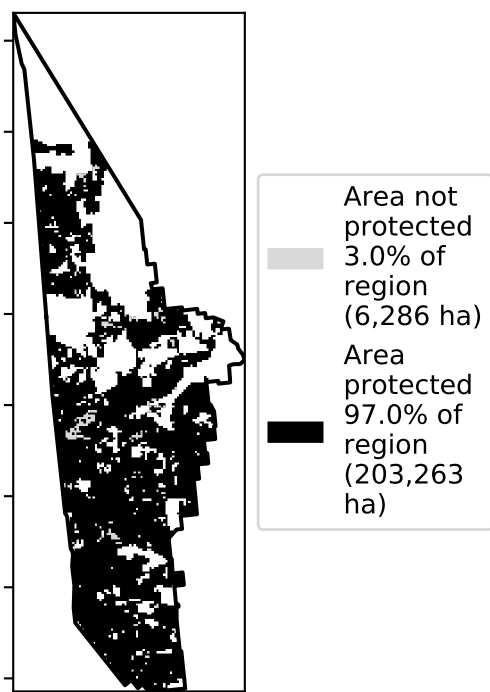 Area not
protected
3.0% of
region
(6,286 ha)
Area
protected
97.0% of
region
(203,263
ha)